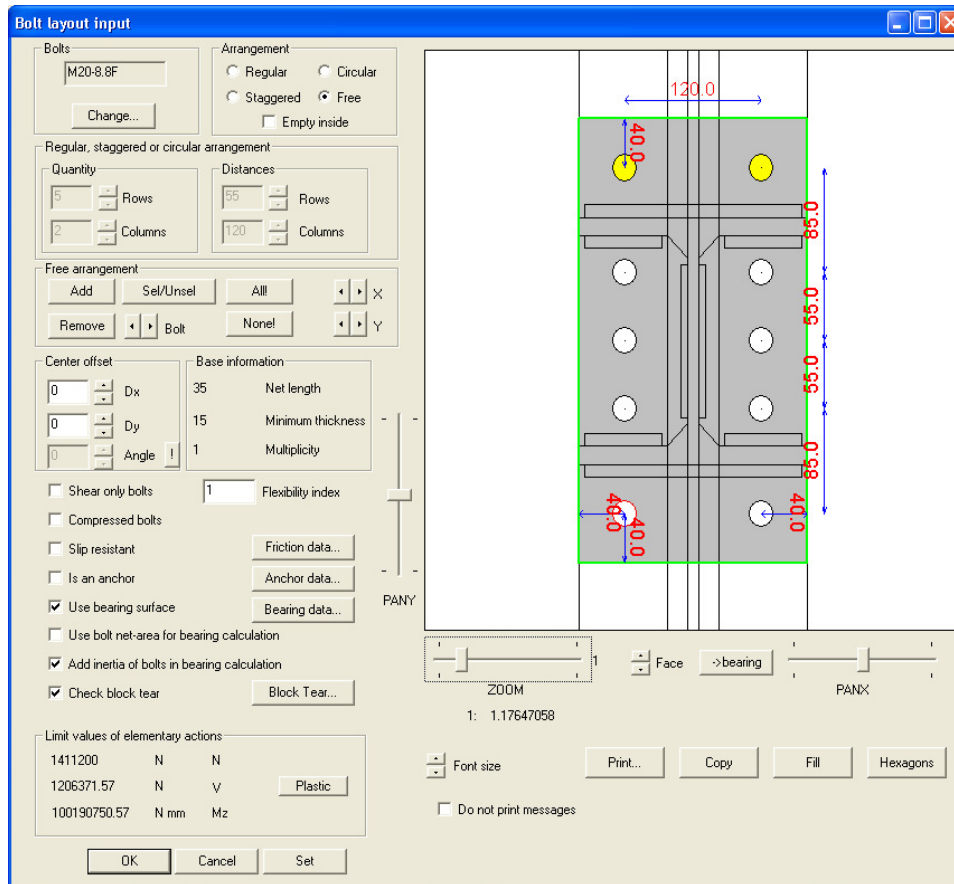 Bolt layout input
Bolts
M20-8.8F
Change...
Arrangement
Regular
Circular
Staggered
Free
Empty inside
Regular, staggered or circular arrangement
Quantity
5
Rows
2
Columns
Distances
55
Rows
120
Columns
Free arrangement
Add
Sel/Unsel
All!
X
Remove
Bolt
None!
Y
Center offset
0
Dx
0
Dy
0
Angle
!
Base information
35
Net length
15
Minimum thickness
1
Multiplicity
Shear only bolts
1
Flexibility index
Compressed bolts
Slip resistant
Friction data...
Is an anchor
Anchor data...
Use bearing surface
Bearing data...
Use bolt net-area for bearing calculation
Add inertia of bolts in bearing calculation
Check block tear
Block Tear...
PANY
Limit values of elementary actions
1411200
N
N
1206371.57
N
V
Plastic
100190750.57
N mm
Mz
OK
Cancel
Set
120.0
40.0
85.0
55.0
55.0
85.0
40.0
40.0
40.0
1
Face
->bearing
ZOOM
PANX
1: 1.17647058
Font size
Print...
Copy
Fill
Hexagons
Do not print messages